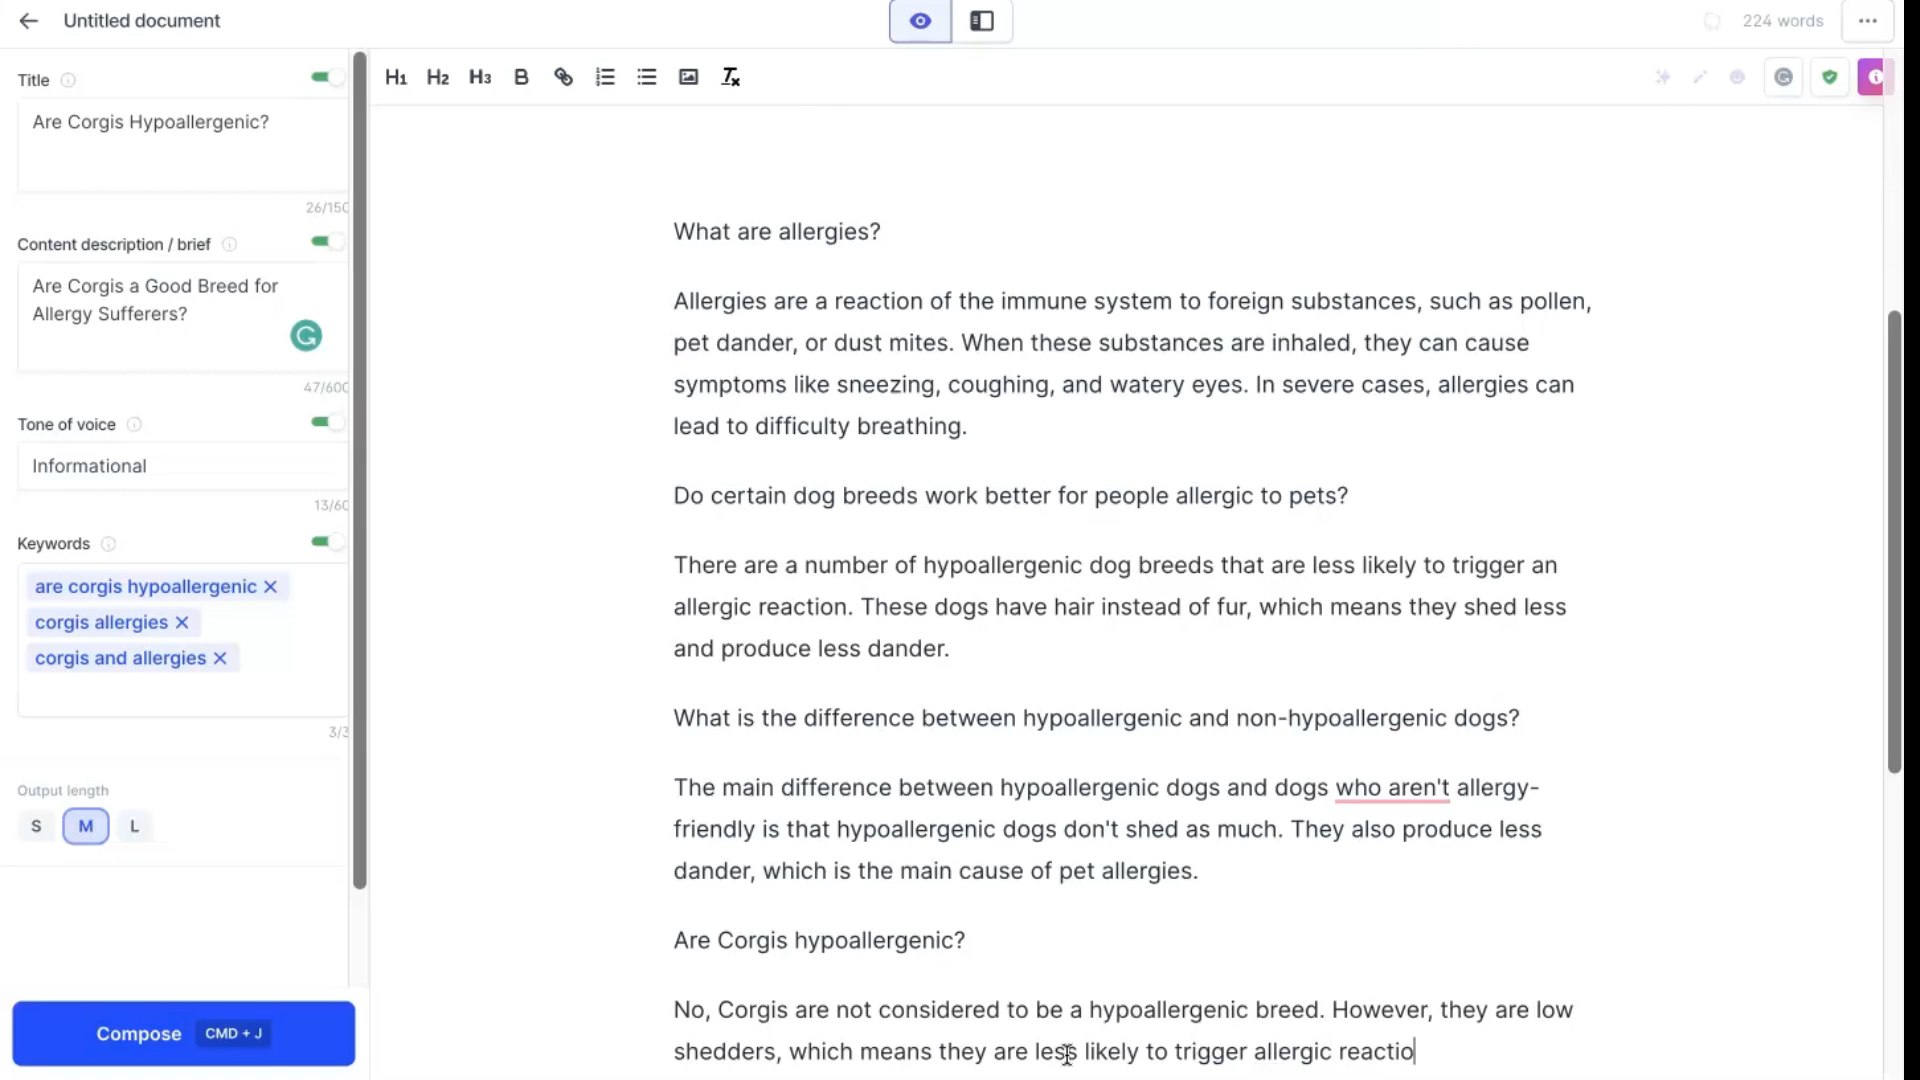 Untitled document
224 words
Title
Are Corgis Hypoallergenic?
26/150
Content description / brief
Are Corgis a Good Breed for
Allergy Sufferers?
47/600
Tone of voice
Informational
13/60
Keywords
are corgis hypoallergenic
corgis allergies
corgis and allergies
3/3
Output length
S M L
Compose CMD + J
H1 H2 H3 B
What are allergies?
Allergies are a reaction of the immune system to foreign substances, such as pollen,
pet dander, or dust mites. When these substances are inhaled, they can cause
symptoms like sneezing, coughing, and watery eyes. In severe cases, allergies can
lead to difficulty breathing.
Do certain dog breeds work better for people allergic to pets?
There are a number of hypoallergenic dog breeds that are less likely to trigger an
allergic reaction. These dogs have hair instead of fur, which means they shed less
and produce less dander.
What is the difference between hypoallergenic and non-hypoallergenic dogs?
The main difference between hypoallergenic dogs and dogs who aren't allergy-
friendly is that hypoallergenic dogs don't shed as much. They also produce less
dander, which is the main cause of pet allergies.
Are Corgis hypoallergenic?
No, Corgis are not considered to be a hypoallergenic breed. However, they are low
shedders, which means they are less likely to trigger allergic reactio